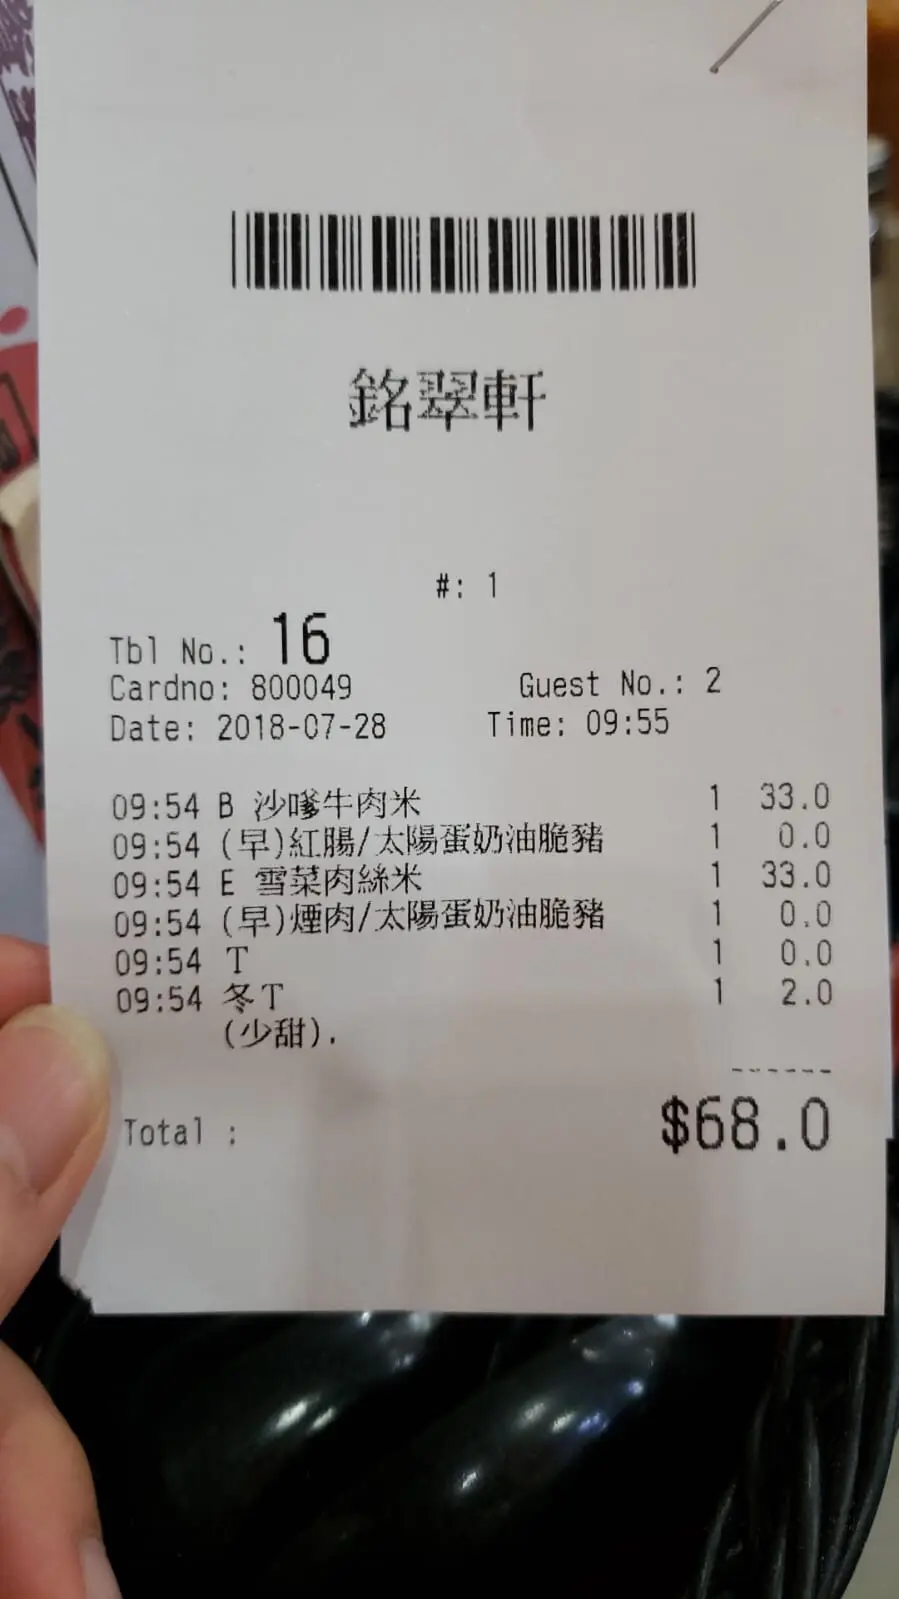 銘翠軒
#: 1
Tbl No.: 16
Cardno: 800049 Guest No.: 2
Date: 2018-07-28 Time: 09:55
09:54 B 沙嗲牛肉米 1 33.0
09:54 (早)紅腸/太陽蛋奶油脆豬 1 0.0
09:54 E 雪菜肉絲米 1 33.0
09:54 (早)煙肉/太陽蛋奶油脆豬 1 0.0
09:54 T 1 0.0
09:54 冬T 1 2.0
(少甜).
------
Total : $68.0